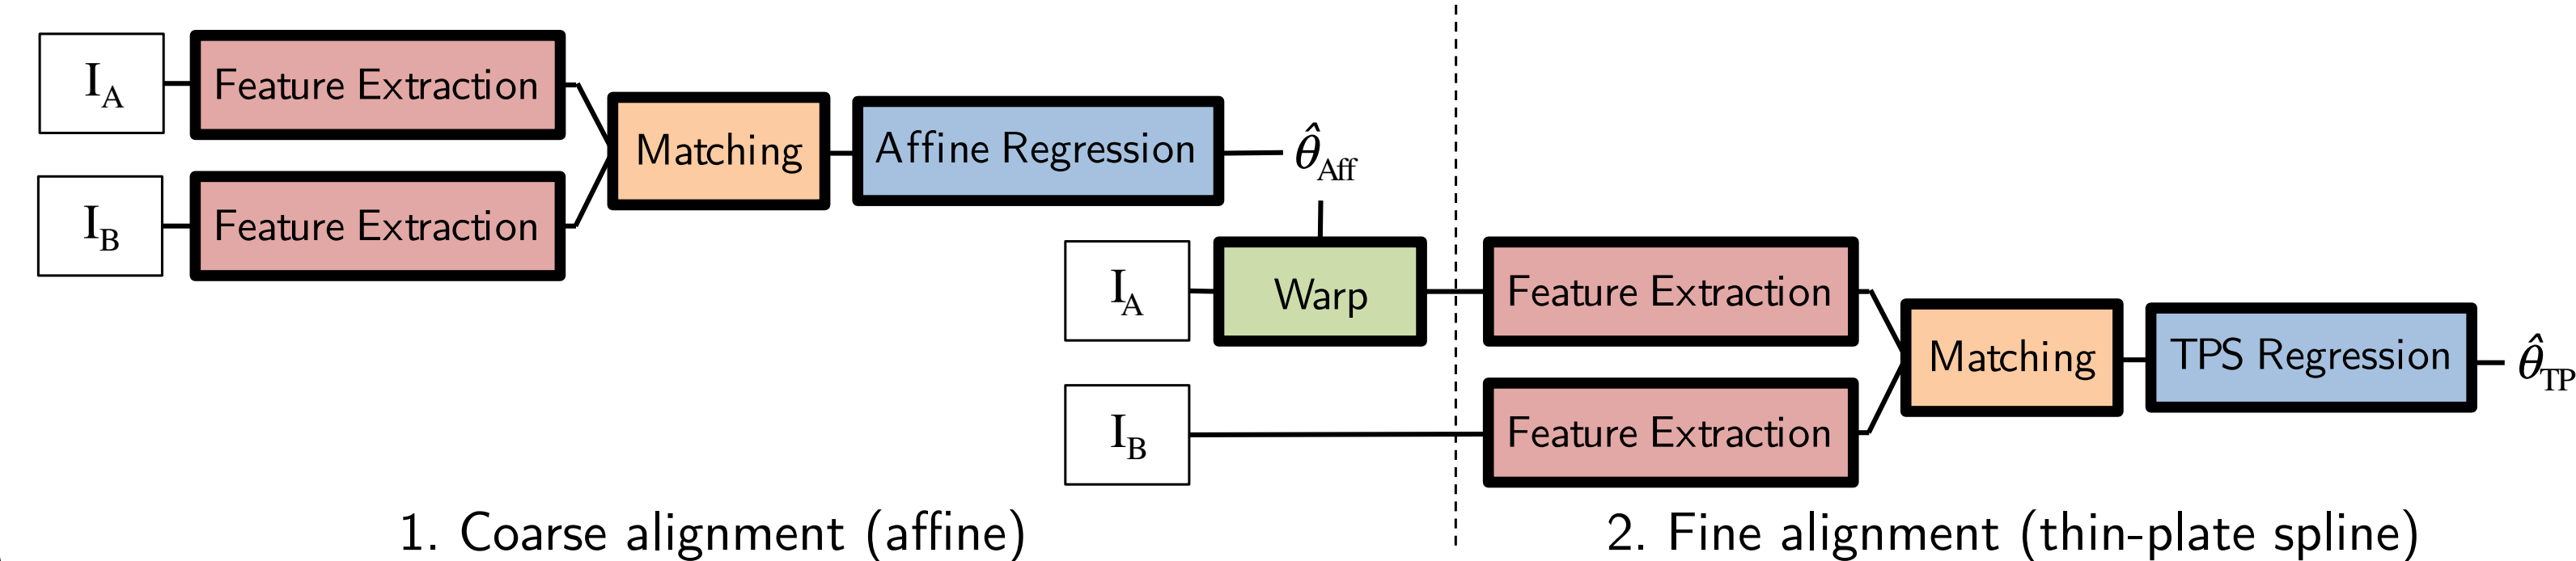 I_A
Feature Extraction
I_B
Feature Extraction
Matching
Affine Regression
θ̂_Aff
I_A
Warp
I_B
Feature Extraction
Feature Extraction
Matching
TPS Regression
θ̂_TP
1. Coarse alignment (affine)
2. Fine alignment (thin-plate spline)